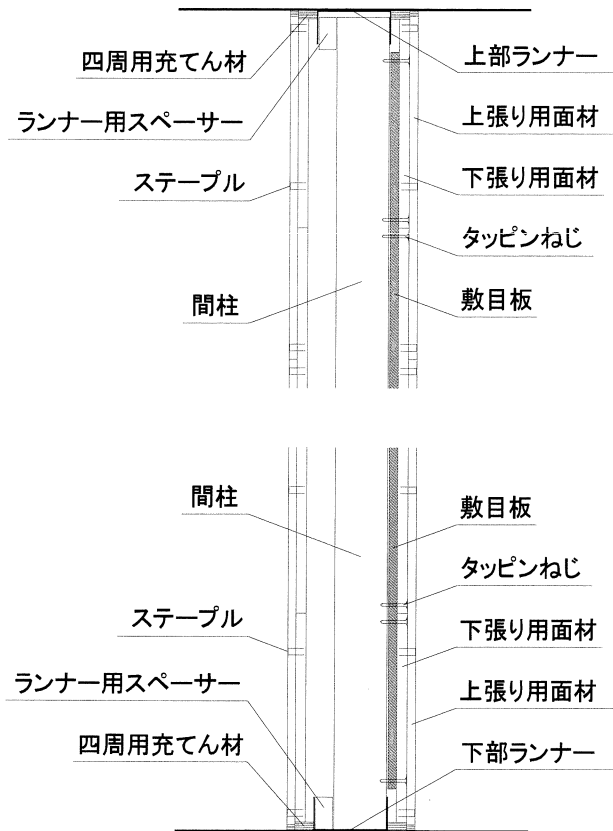 四周用充てん材
上部ランナー
ランナー用スペーサー
上張り用面材
ステープル
下張り用面材
タッピンねじ
間柱
敷目板
間柱
敷目板
タッピンねじ
ステープル
下張り用面材
ランナー用スペーサー
上張り用面材
四周用充てん材
下部ランナー